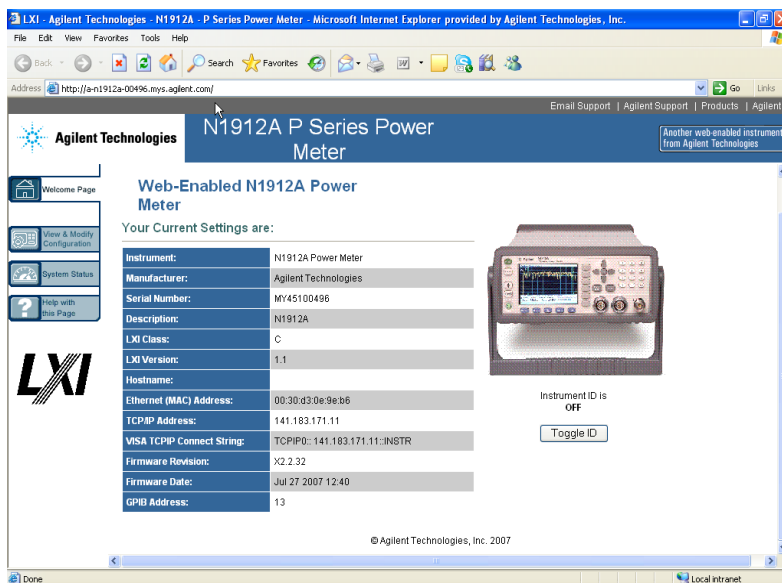 LXI - Agilent Technologies - N1912A - P Series Power Meter - Microsoft Internet Explorer provided by Agilent Technologies, Inc.
File Edit View Favorites Tools Help
Back Search Favorites
Address http://a-n1912a-00496.mys.agilent.com/ Go Links
Email Support | Agilent Support | Products | Agilent
Agilent Technologies
N1912A P Series Power
Meter
Another web-enabled instrument
from Agilent Technologies
Welcome Page
View & Modify
Configuration
System Status
Help with
this Page
LXI
Web-Enabled N1912A Power
Meter
Your Current Settings are:
Instrument: N1912A Power Meter
Manufacturer: Agilent Technologies
Serial Number: MY45100496
Description: N1912A
LXI Class: C
LXI Version: 1.1
Hostname:
Ethernet (MAC) Address: 00:30:d3:0e:9e:b6
TCP/IP Address: 141.183.171.11
VISA TCPIP Connect String: TCPIP0:: 141.183.171.11::INSTR
Firmware Revision: X2.2.32
Firmware Date: Jul 27 2007 12:40
GPIB Address: 13
Instrument ID is
OFF
Toggle ID
© Agilent Technologies, Inc. 2007
Done Local intranet